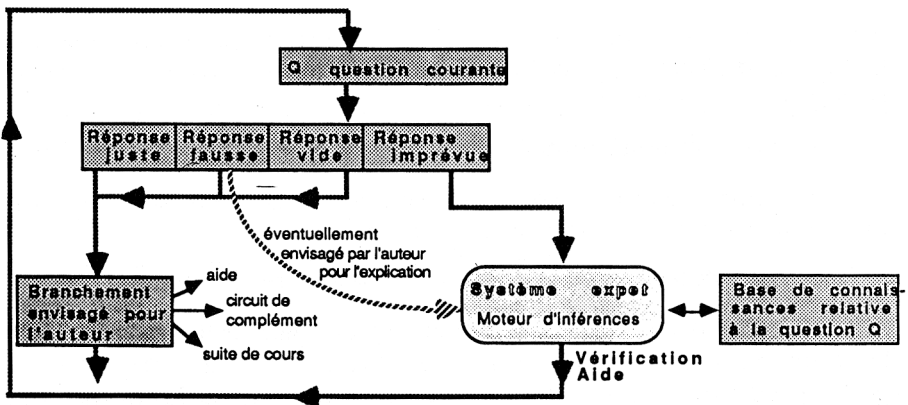 Q question courante
Réponse juste
Réponse fausse
Réponse vide
Réponse imprévue
éventuellement
envisagé par l'auteur
pour l'explication
Branchement
envisagé pour
l'auteur
aide
circuit de
complément
suite de cours
Système expet
Moteur d'inférences
Base de connais-
sances relative
à la question Q
Vérification
Aide